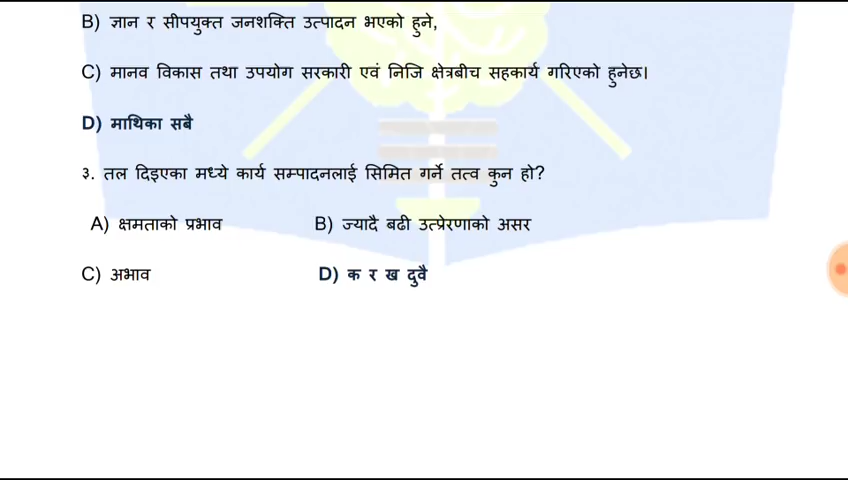 B) ज्ञान र सीपयुक्त जनशक्ति उत्पादन भएको हुने,
C) मानव विकास तथा उपयोग सरकारी एवं निजि क्षेत्रबीच सहकार्य गरिएको हुनेछ।
D) माथिका सबै
३. तल दिइएका मध्ये कार्य सम्पादनलाई सिमित गर्ने तत्व कुन हो?
A) क्षमताको प्रभाव B) ज्यादै बढी उत्प्रेरणाको असर
C) अभाव D) क र ख दुवै